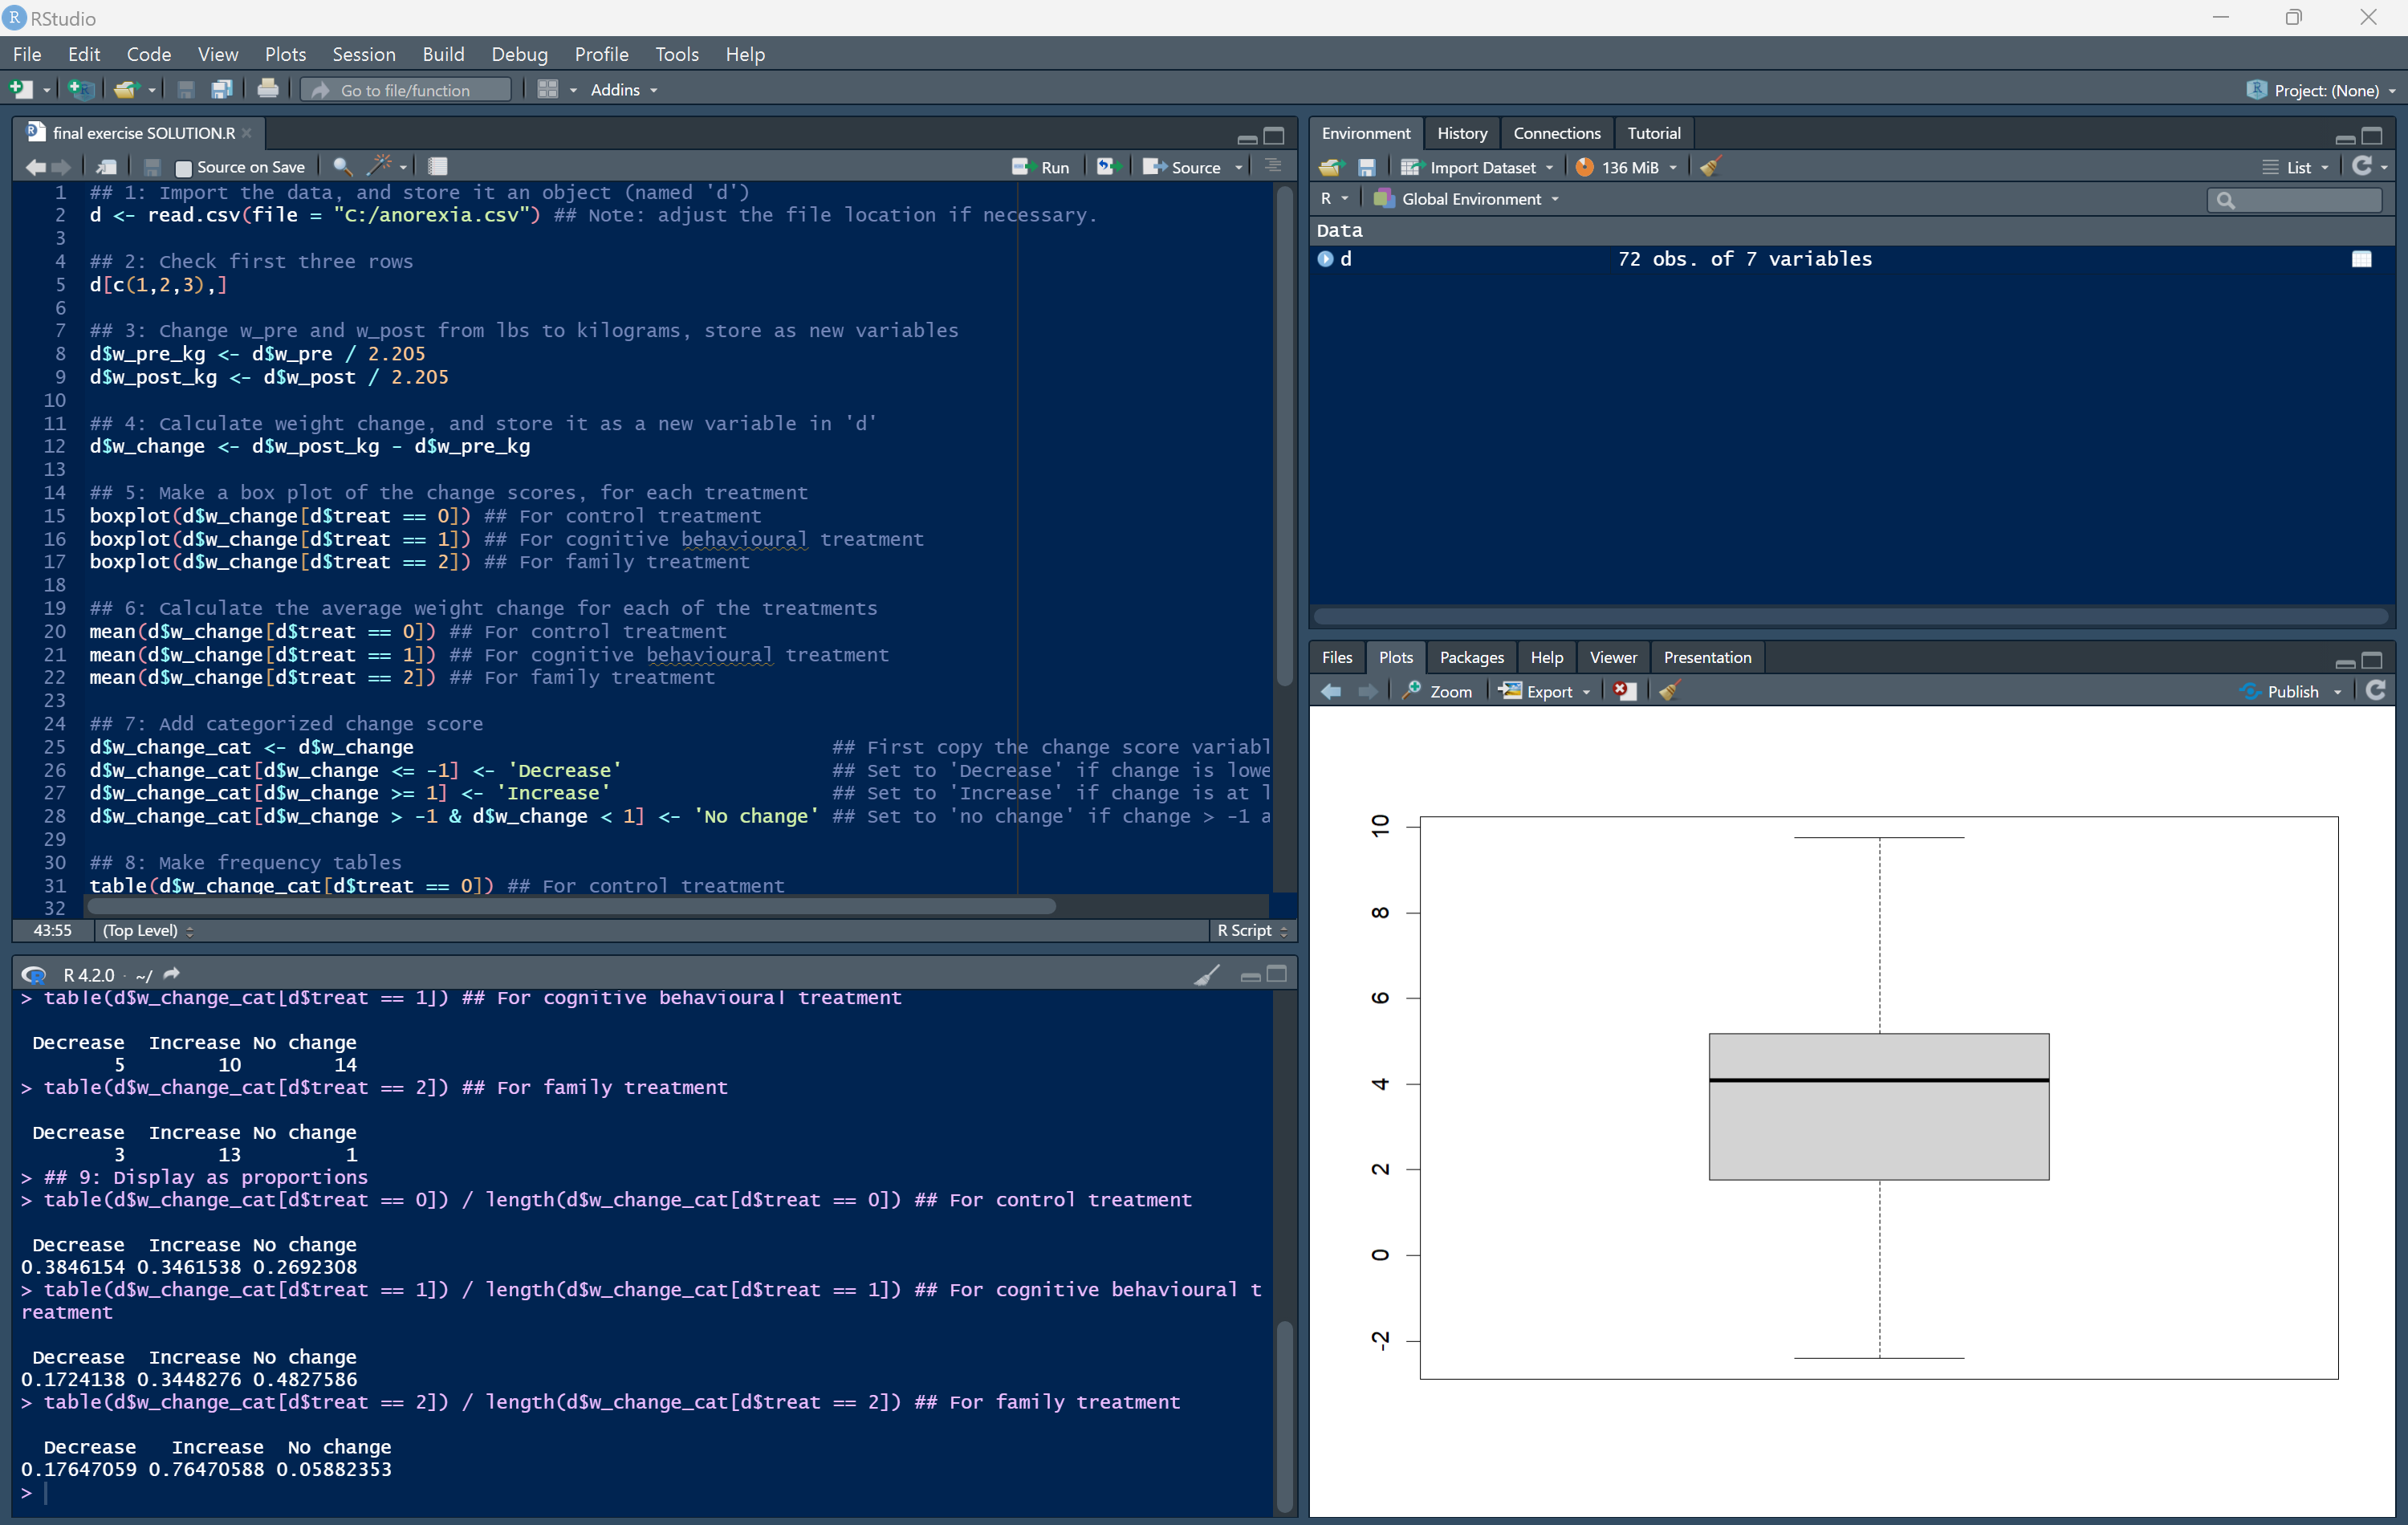 RStudio
File Edit Code View Plots Session Build Debug Profile Tools Help
Go to file/function Addins Project: (None)
final exercise SOLUTION.R
Source on Save Run Source
1 ## 1: Import the data, and store it an object (named 'd')
2 d <- read.csv(file = "C:/anorexia.csv") ## Note: adjust the file location if necessary.
3
4 ## 2: Check first three rows
5 d[c(1,2,3),]
6
7 ## 3: Change w_pre and w_post from lbs to kilograms, store as new variables
8 d$w_pre_kg <- d$w_pre / 2.205
9 d$w_post_kg <- d$w_post / 2.205
10
11 ## 4: Calculate weight change, and store it as a new variable in 'd'
12 d$w_change <- d$w_post_kg - d$w_pre_kg
13
14 ## 5: Make a box plot of the change scores, for each treatment
15 boxplot(d$w_change[d$treat == 0]) ## For control treatment
16 boxplot(d$w_change[d$treat == 1]) ## For cognitive behavioural treatment
17 boxplot(d$w_change[d$treat == 2]) ## For family treatment
18
19 ## 6: Calculate the average weight change for each of the treatments
20 mean(d$w_change[d$treat == 0]) ## For control treatment
21 mean(d$w_change[d$treat == 1]) ## For cognitive behavioural treatment
22 mean(d$w_change[d$treat == 2]) ## For family treatment
23
24 ## 7: Add categorized change score
25 d$w_change_cat <- d$w_change ## First copy the change score variabl
26 d$w_change_cat[d$w_change <= -1] <- 'Decrease' ## Set to 'Decrease' if change is lowe
27 d$w_change_cat[d$w_change >= 1] <- 'Increase' ## Set to 'Increase' if change is at l
28 d$w_change_cat[d$w_change > -1 & d$w_change < 1] <- 'No change' ## Set to 'no change' if change > -1 a
29
30 ## 8: Make frequency tables
31 table(d$w_change_cat[d$treat == 0]) ## For control treatment
32
43:55 (Top Level) R Script
R 4.2.0 · ~/
> table(d$w_change_cat[d$treat == 1]) ## For cognitive behavioural treatment
Decrease Increase No change
5 10 14
> table(d$w_change_cat[d$treat == 2]) ## For family treatment
Decrease Increase No change
3 13 1
> ## 9: Display as proportions
> table(d$w_change_cat[d$treat == 0]) / length(d$w_change_cat[d$treat == 0]) ## For control treatment
Decrease Increase No change
0.3846154 0.3461538 0.2692308
> table(d$w_change_cat[d$treat == 1]) / length(d$w_change_cat[d$treat == 1]) ## For cognitive behavioural t
reatment
Decrease Increase No change
0.1724138 0.3448276 0.4827586
> table(d$w_change_cat[d$treat == 2]) / length(d$w_change_cat[d$treat == 2]) ## For family treatment
Decrease Increase No change
0.17647059 0.76470588 0.05882353
>
Environment History Connections Tutorial
Import Dataset 136 MiB List
R Global Environment
Data
d 72 obs. of 7 variables
Files Plots Packages Help Viewer Presentation
Zoom Export Publish
10
8
6
4
2
0
-2